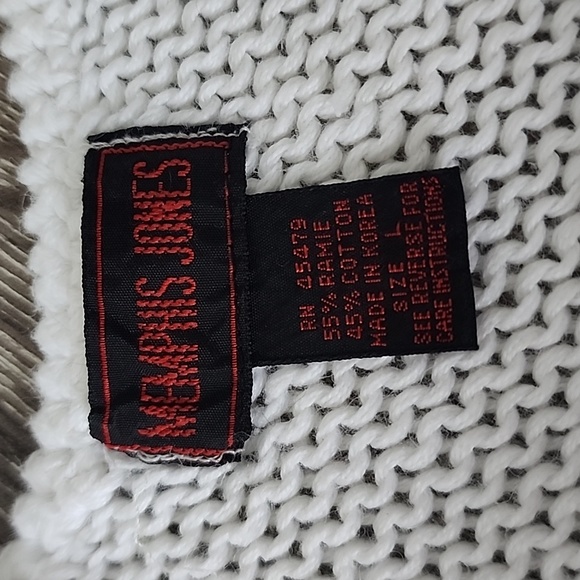 MEMPHIS JONES
RN 45479
55% RAMIE
45% COTTON
MADE IN KOREA
SIZE L
SEE REVERSE FOR
CARE INSTRUCTIONS